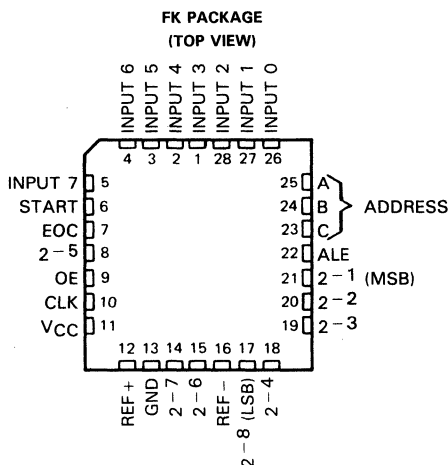 FK PACKAGE
(TOP VIEW)
INPUT 6
INPUT 5
INPUT 4
INPUT 3
INPUT 2
INPUT 1
INPUT 0
4 3 2 1 28 27 26
INPUT 7 5
START 6
EOC 7
2-5 8
OE 9
CLK 10
VCC 11
25 A
24 B
23 C
ADDRESS
22 ALE
21 2-1 (MSB)
20 2-2
19 2-3
12 13 14 15 16 17 18
REF+
GND
2-7
2-6
REF-
2-8 (LSB)
2-4